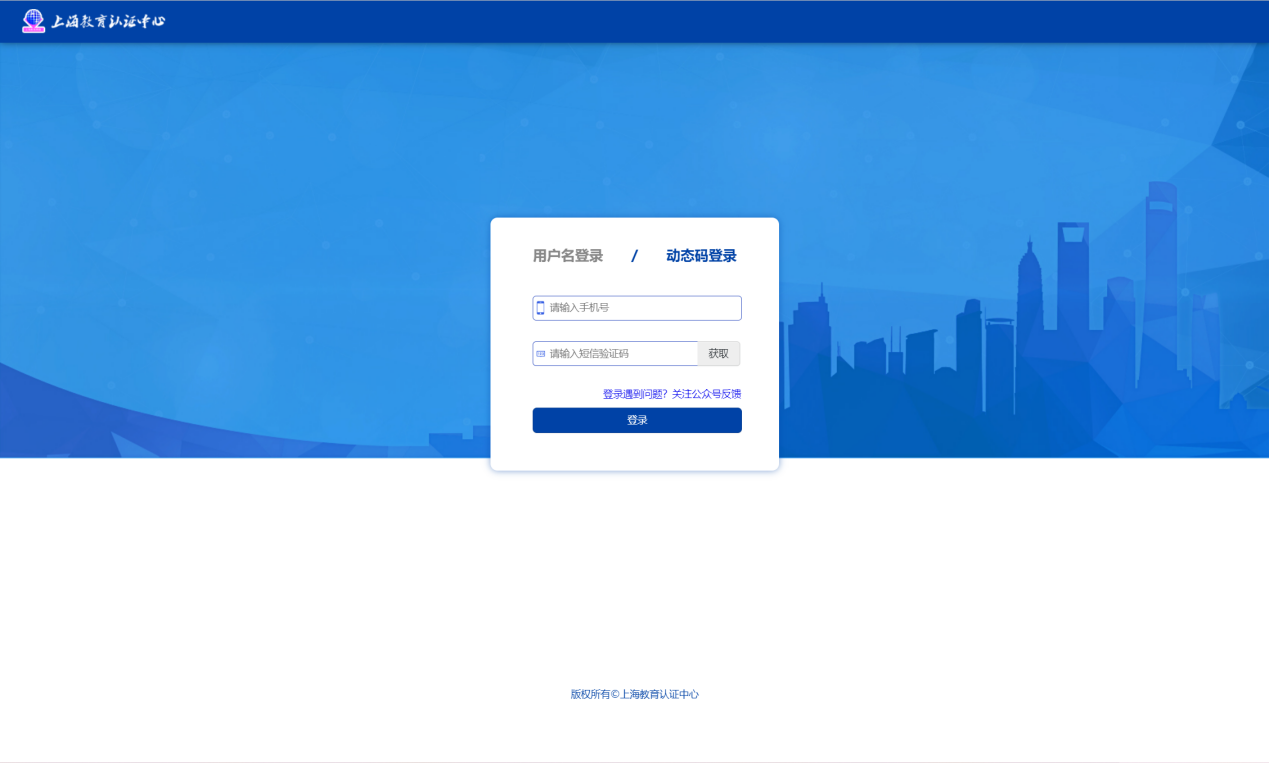 上海教育认证中心
用户名登录 / 动态码登录
请输入手机号
请输入短信验证码 获取
登录遇到问题？关注公众号反馈
登录
版权所有©上海教育认证中心